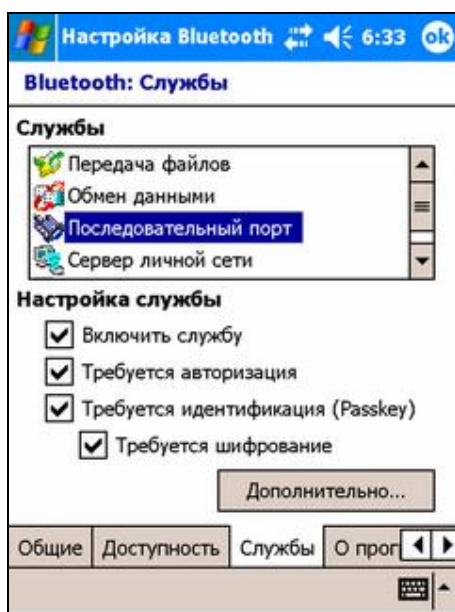 Настройка Bluetooth 6:33 ok
Bluetooth: Службы
Службы
Передача файлов
Обмен данными
Последовательный порт
Сервер личной сети
Настройка службы
Включить службу
Требуется авторизация
Требуется идентификация (Passkey)
Требуется шифрование
Дополнительно...
Общие Доступность Службы О прог